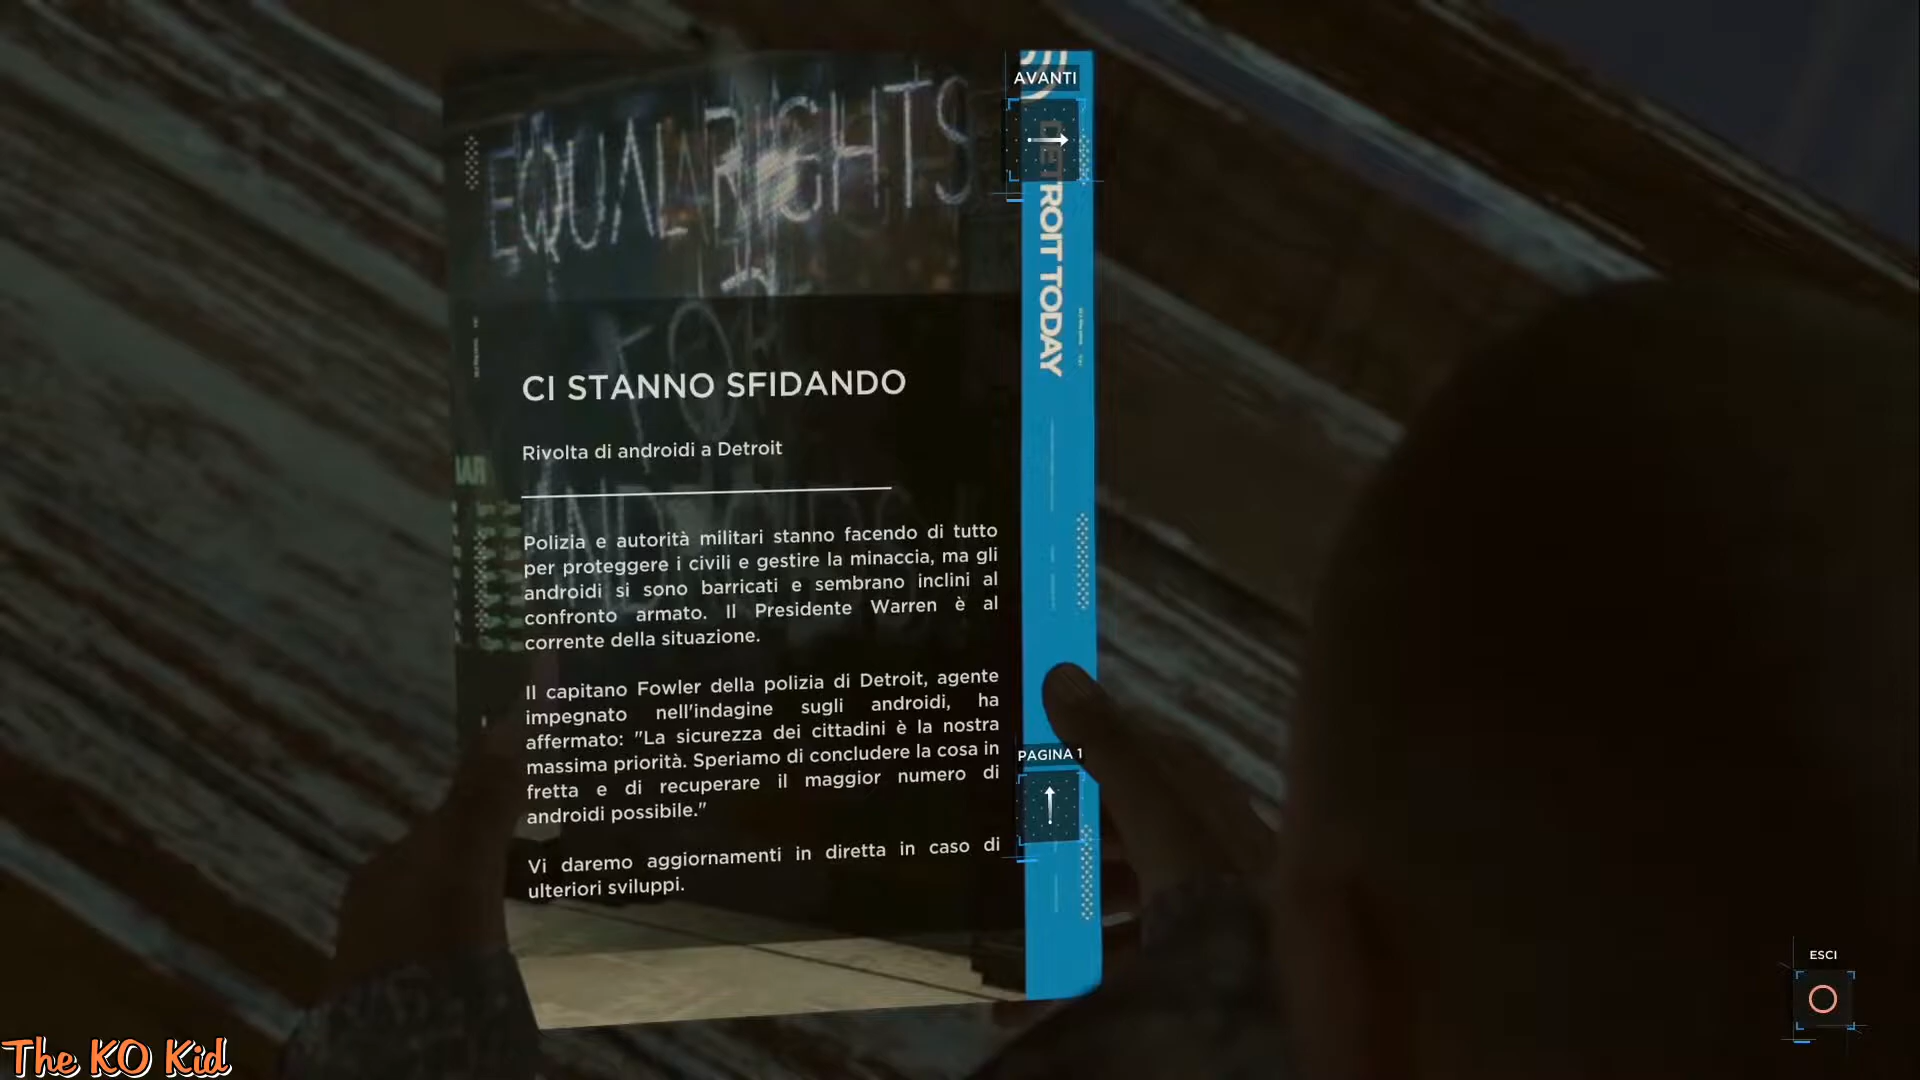 EQUAL RIGHTS
FOR
AVANTI
DETROIT TODAY
CI STANNO SFIDANDO
Rivolta di androidi a Detroit
Polizia e autorità militari stanno facendo di tutto
per proteggere i civili e gestire la minaccia, ma gli
androidi si sono barricati e sembrano inclini al
confronto armato. Il Presidente Warren è al
corrente della situazione.
Il capitano Fowler della polizia di Detroit, agente
impegnato nell'indagine sugli androidi, ha
affermato: "La sicurezza dei cittadini è la nostra
massima priorità. Speriamo di concludere la cosa in
fretta e di recuperare il maggior numero di
androidi possibile."
Vi daremo aggiornamenti in diretta in caso di
ulteriori sviluppi.
PAGINA 1
ESCI
The KO Kid